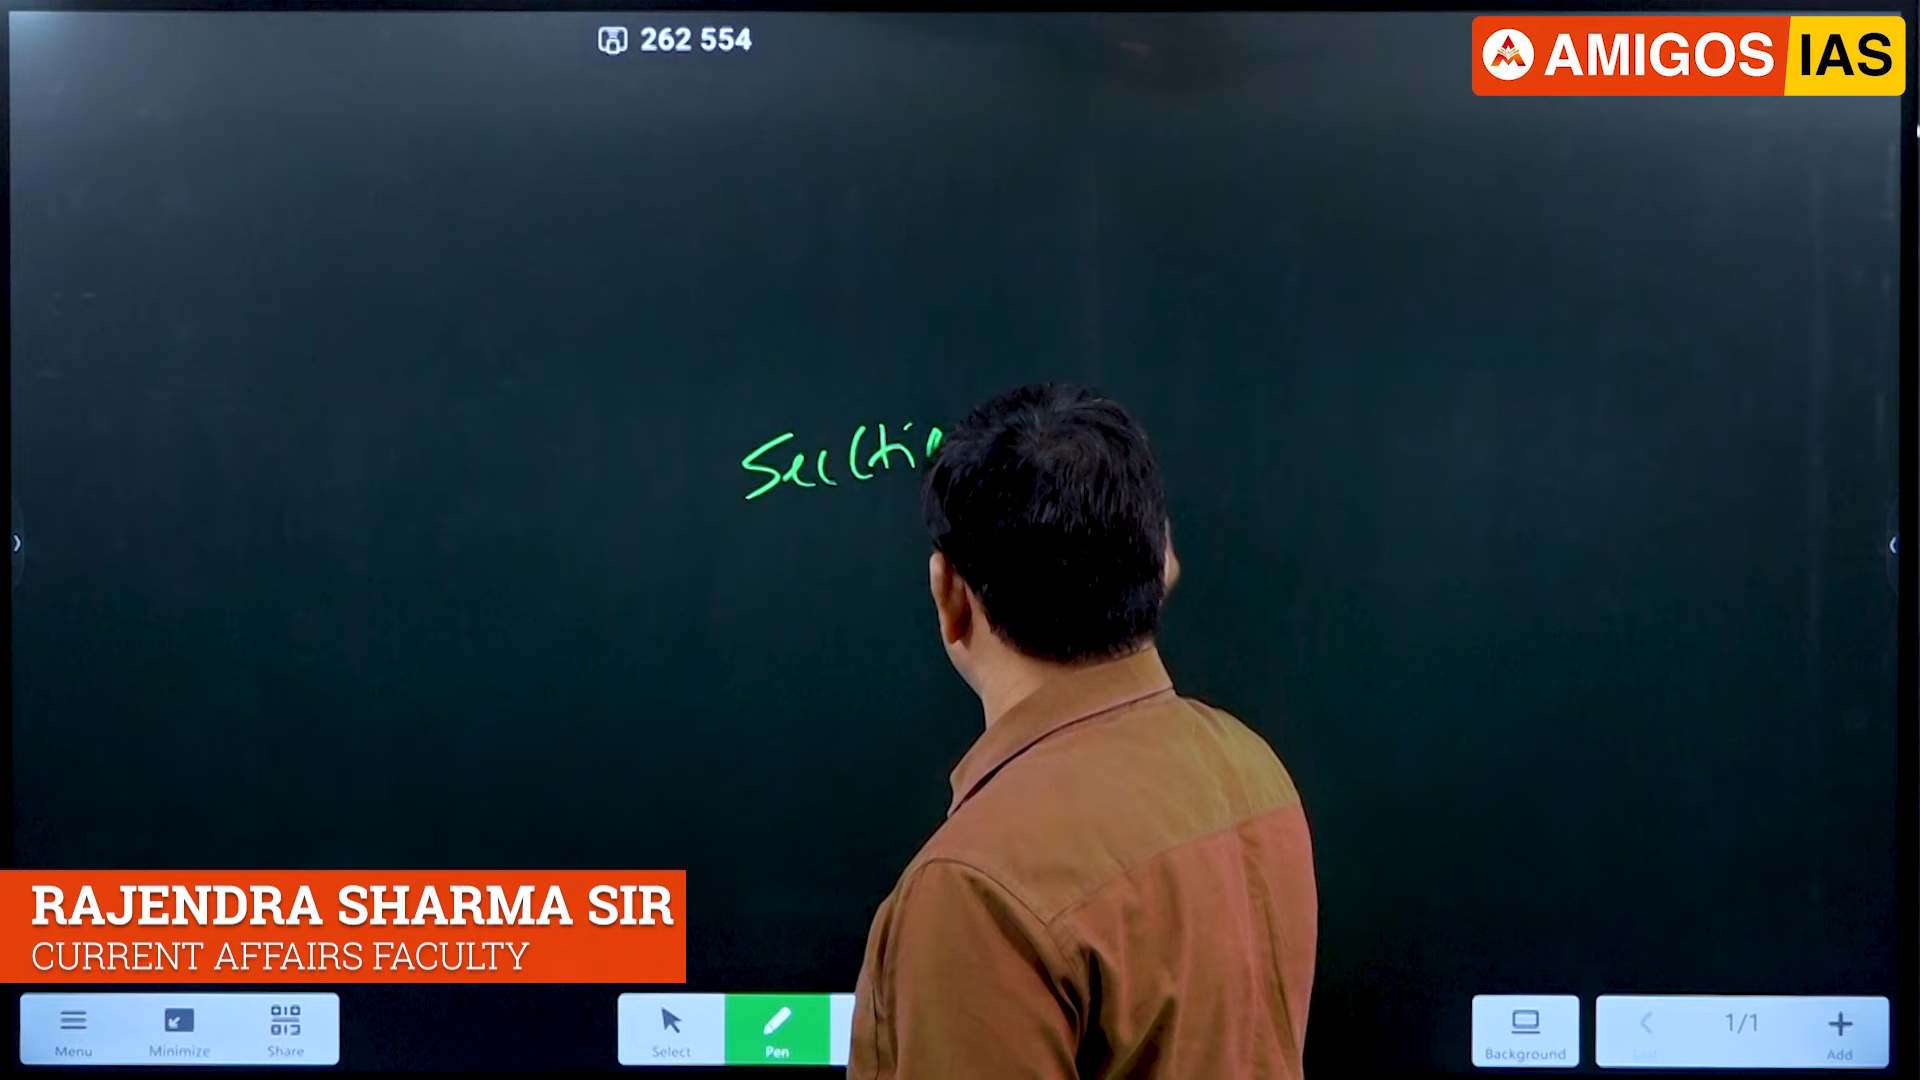 262 554
AMIGOS IAS
RAJENDRA SHARMA SIR
CURRENT AFFAIRS FACULTY
Menu
Minimize
Share
Select
Pen
Background
1/1
Add